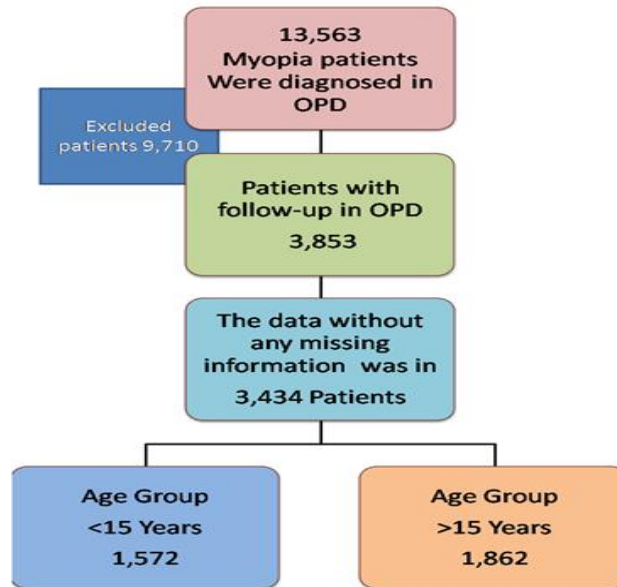 13,563
Myopia patients
Were diagnosed in
OPD
Excluded
patients 9,710
Patients with
follow-up in OPD
3,853
The data without
any missing
information was in
3,434 Patients
Age Group
<15 Years
1,572
Age Group
>15 Years
1,862